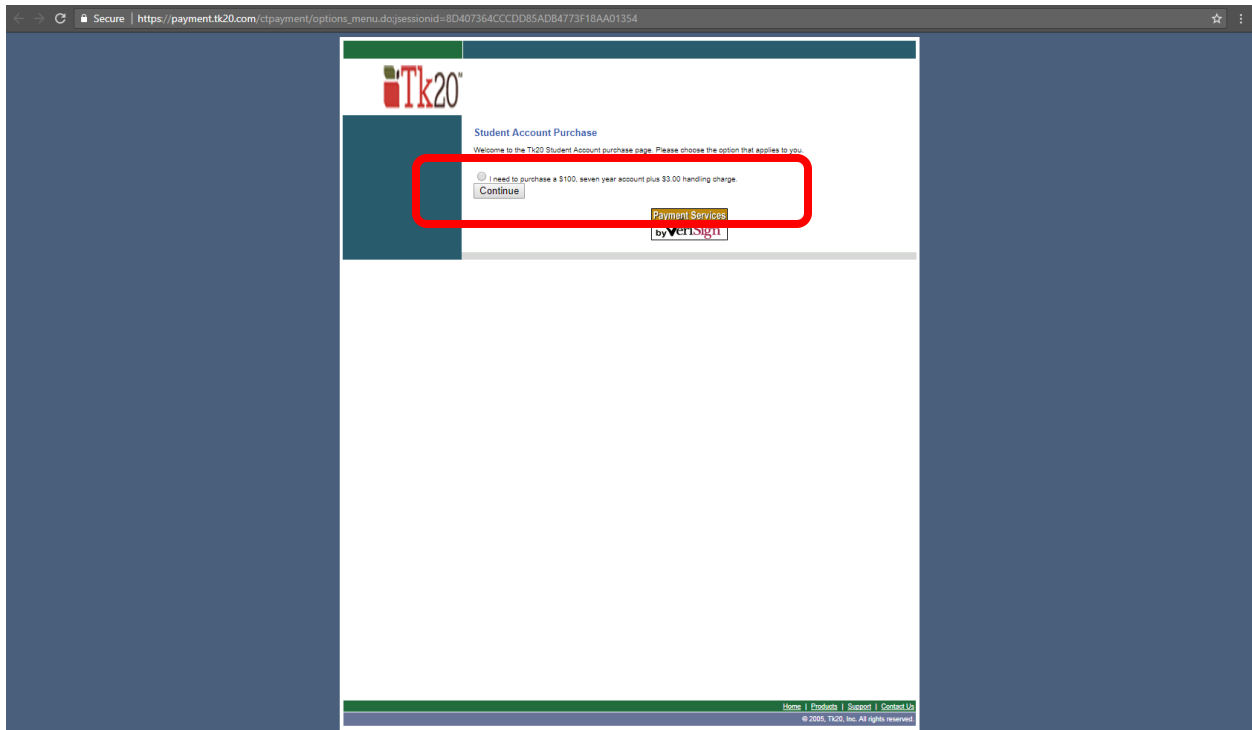 Secure | https://payment.tk20.com/ctpayment/options_menu.do;jsessionid=8D407364CCCDD85AD84773F18AA01354
Tk20™
Student Account Purchase
Welcome to the Tk20 Student Account purchase page. Please choose the option that applies to you.
I need to purchase a $100, seven year account plus $3.00 handling charge.
Continue
Payment Services
by VeriSign
Home | Products | Support | Contact Us
© 2005, Tk20, Inc. All rights reserved.